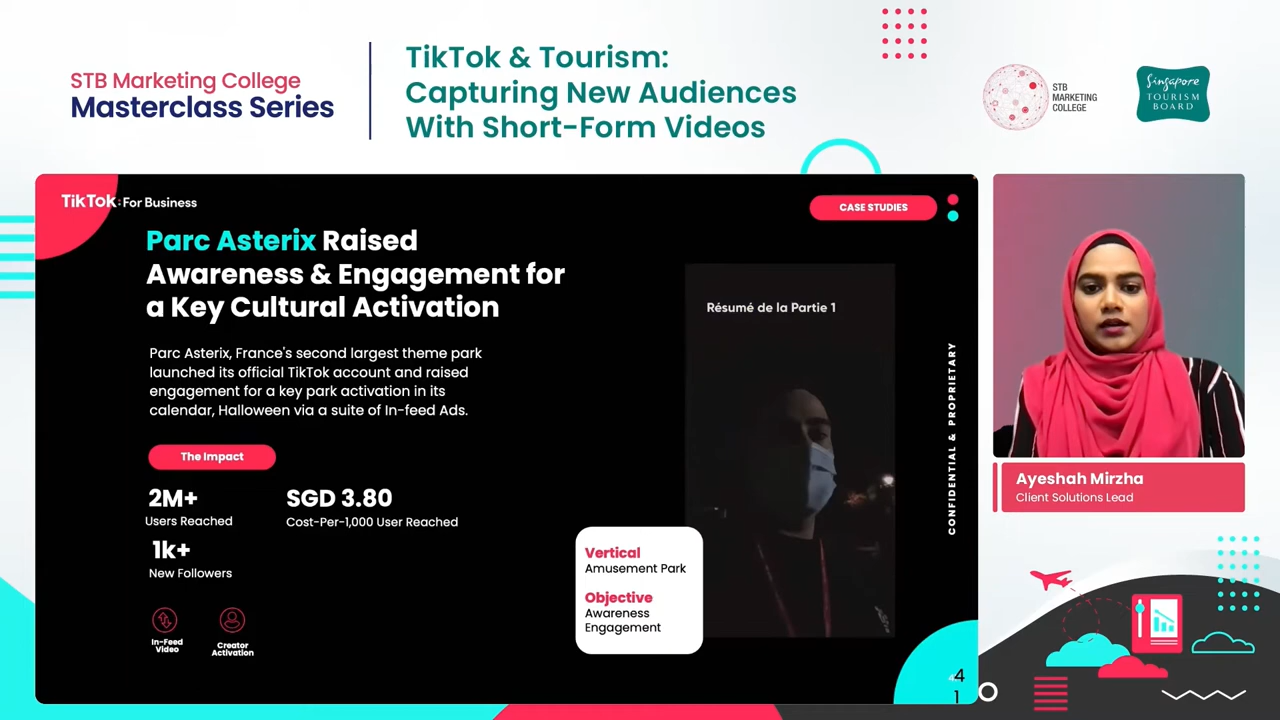 STB Marketing College
Masterclass Series
TikTok & Tourism:
Capturing New Audiences
With Short-Form Videos
STB
MARKETING
COLLEGE
Singapore
TOURISM
BOARD
TikTok: For Business
CASE STUDIES
Parc Asterix Raised
Awareness & Engagement for
a Key Cultural Activation
Parc Asterix, France's second largest theme park
launched its official TikTok account and raised
engagement for a key park activation in its
calendar, Halloween via a suite of In-feed Ads.
The Impact
2M+
Users Reached
SGD 3.80
Cost-Per-1,000 User Reached
1k+
New Followers
In-Feed
Video
Creator
Activation
Résumé de la Partie 1
Vertical
Amusement Park
Objective
Awareness
Engagement
CONFIDENTIAL & PROPRIETARY
4
1
Ayeshah Mirzha
Client Solutions Lead